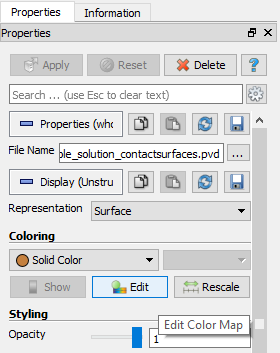 Properties Information
Properties
Apply Reset Delete ?
Search ... (use Esc to clear text)
Properties (who
File Name ple_solution_contactsurfaces.pvd ...
Display (Unstru
Representation Surface
Coloring
Solid Color
Show Edit Rescale
Styling Edit Color Map
Opacity 1